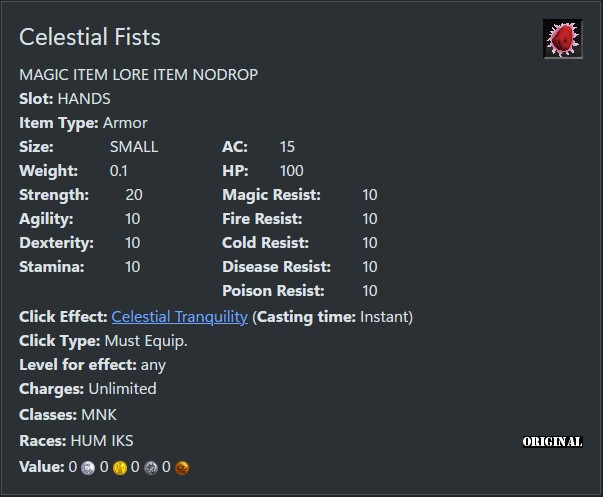 Celestial Fists
MAGIC ITEM LORE ITEM NODROP
Slot: HANDS
Item Type: Armor
Size: SMALL AC: 15
Weight: 0.1 HP: 100
Strength: 20 Magic Resist: 10
Agility: 10 Fire Resist: 10
Dexterity: 10 Cold Resist: 10
Stamina: 10 Disease Resist: 10
Poison Resist: 10
Click Effect: Celestial Tranquility (Casting time: Instant)
Click Type: Must Equip.
Level for effect: any
Charges: Unlimited
Classes: MNK
Races: HUM IKS ORIGINAL
Value: 0 0 0 0